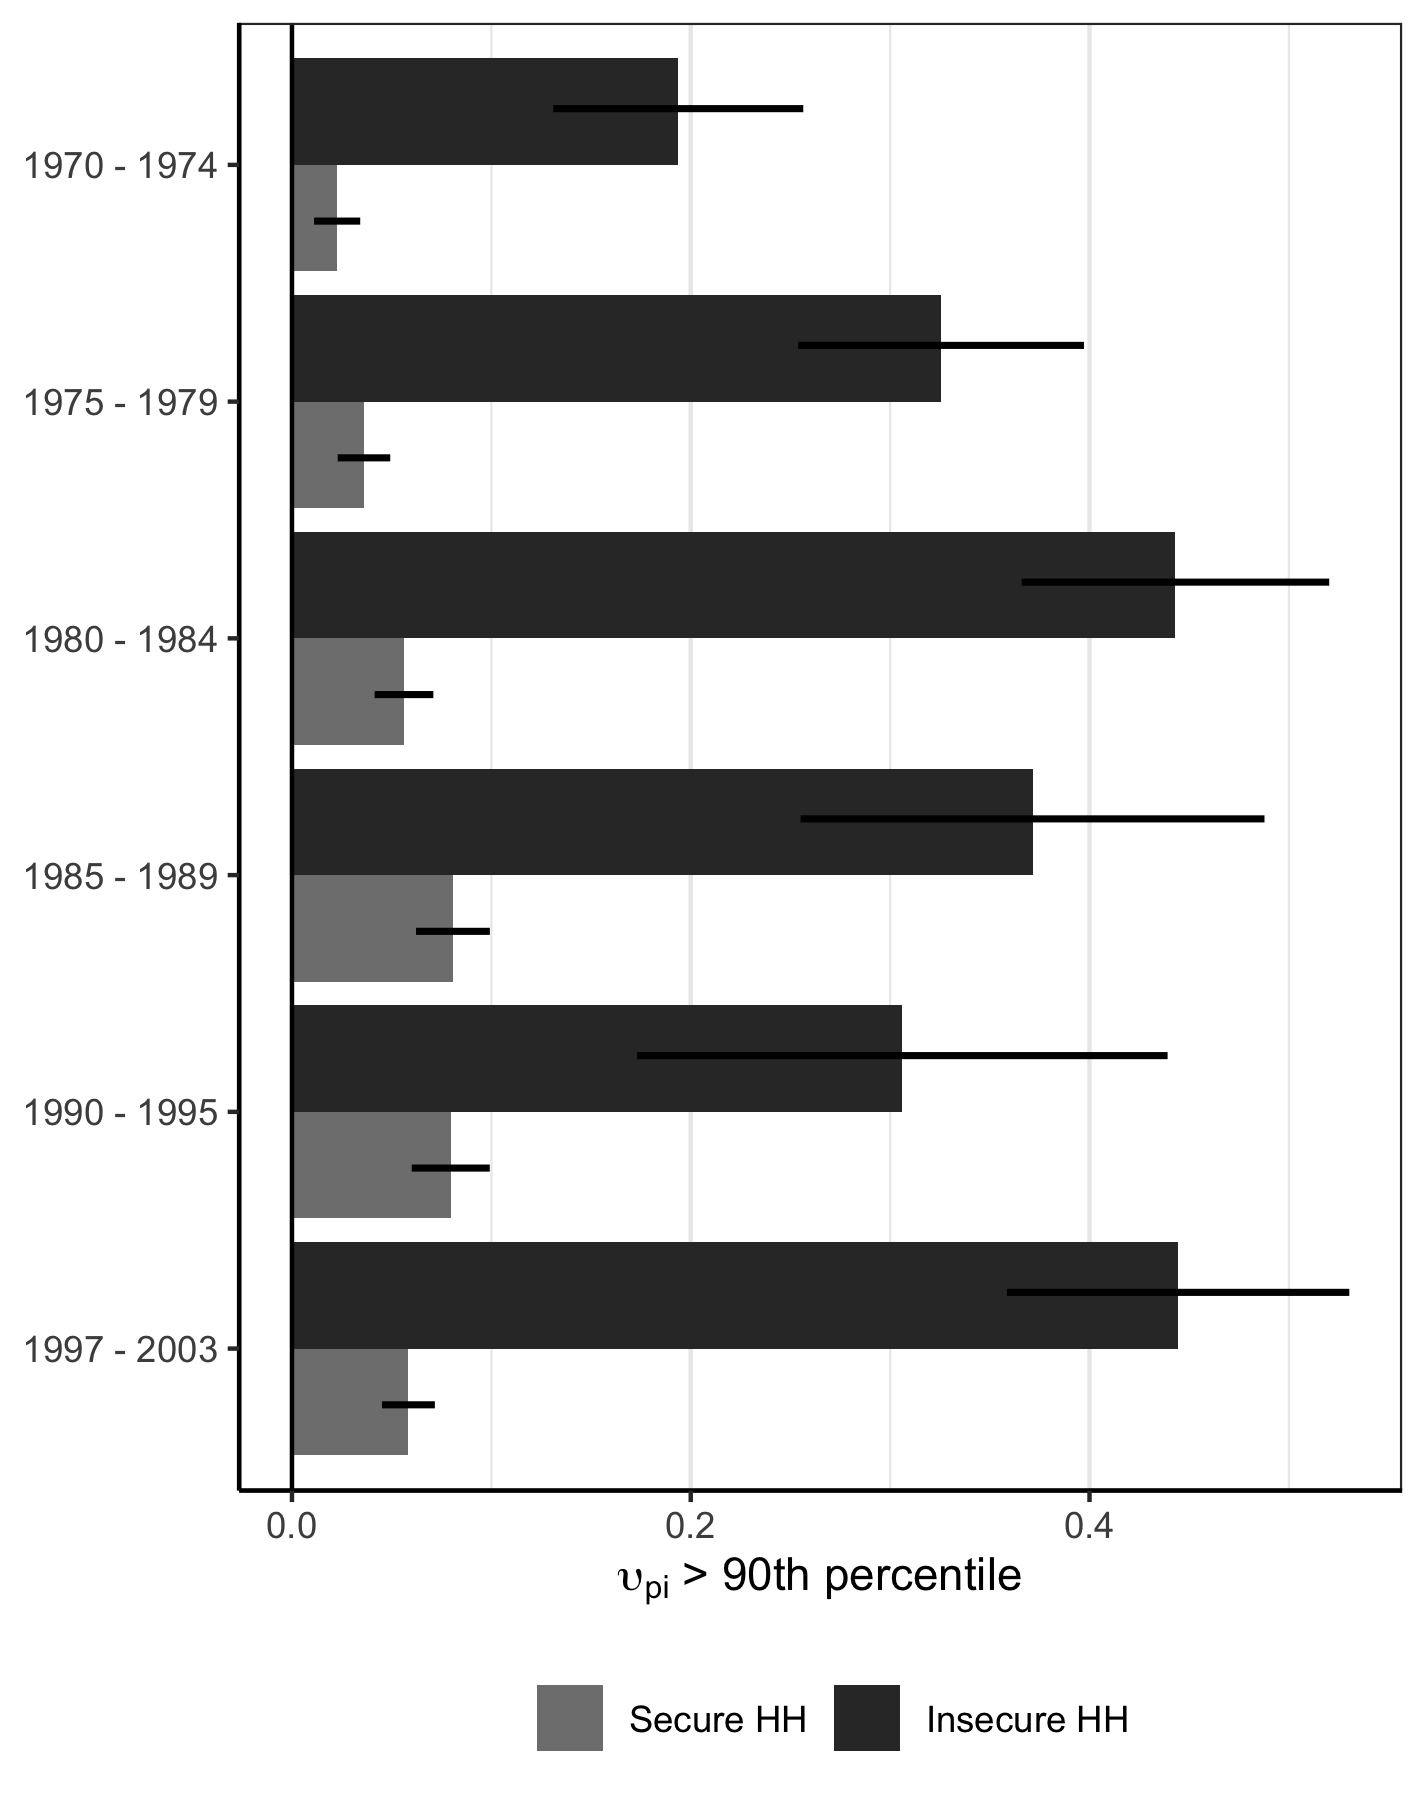 1970 - 1974
1975 - 1979
1980 - 1984
1985 - 1989
1990 - 1995
1997 - 2003
0.0 0.2 0.4
υpi > 90th percentile
Secure HH Insecure HH